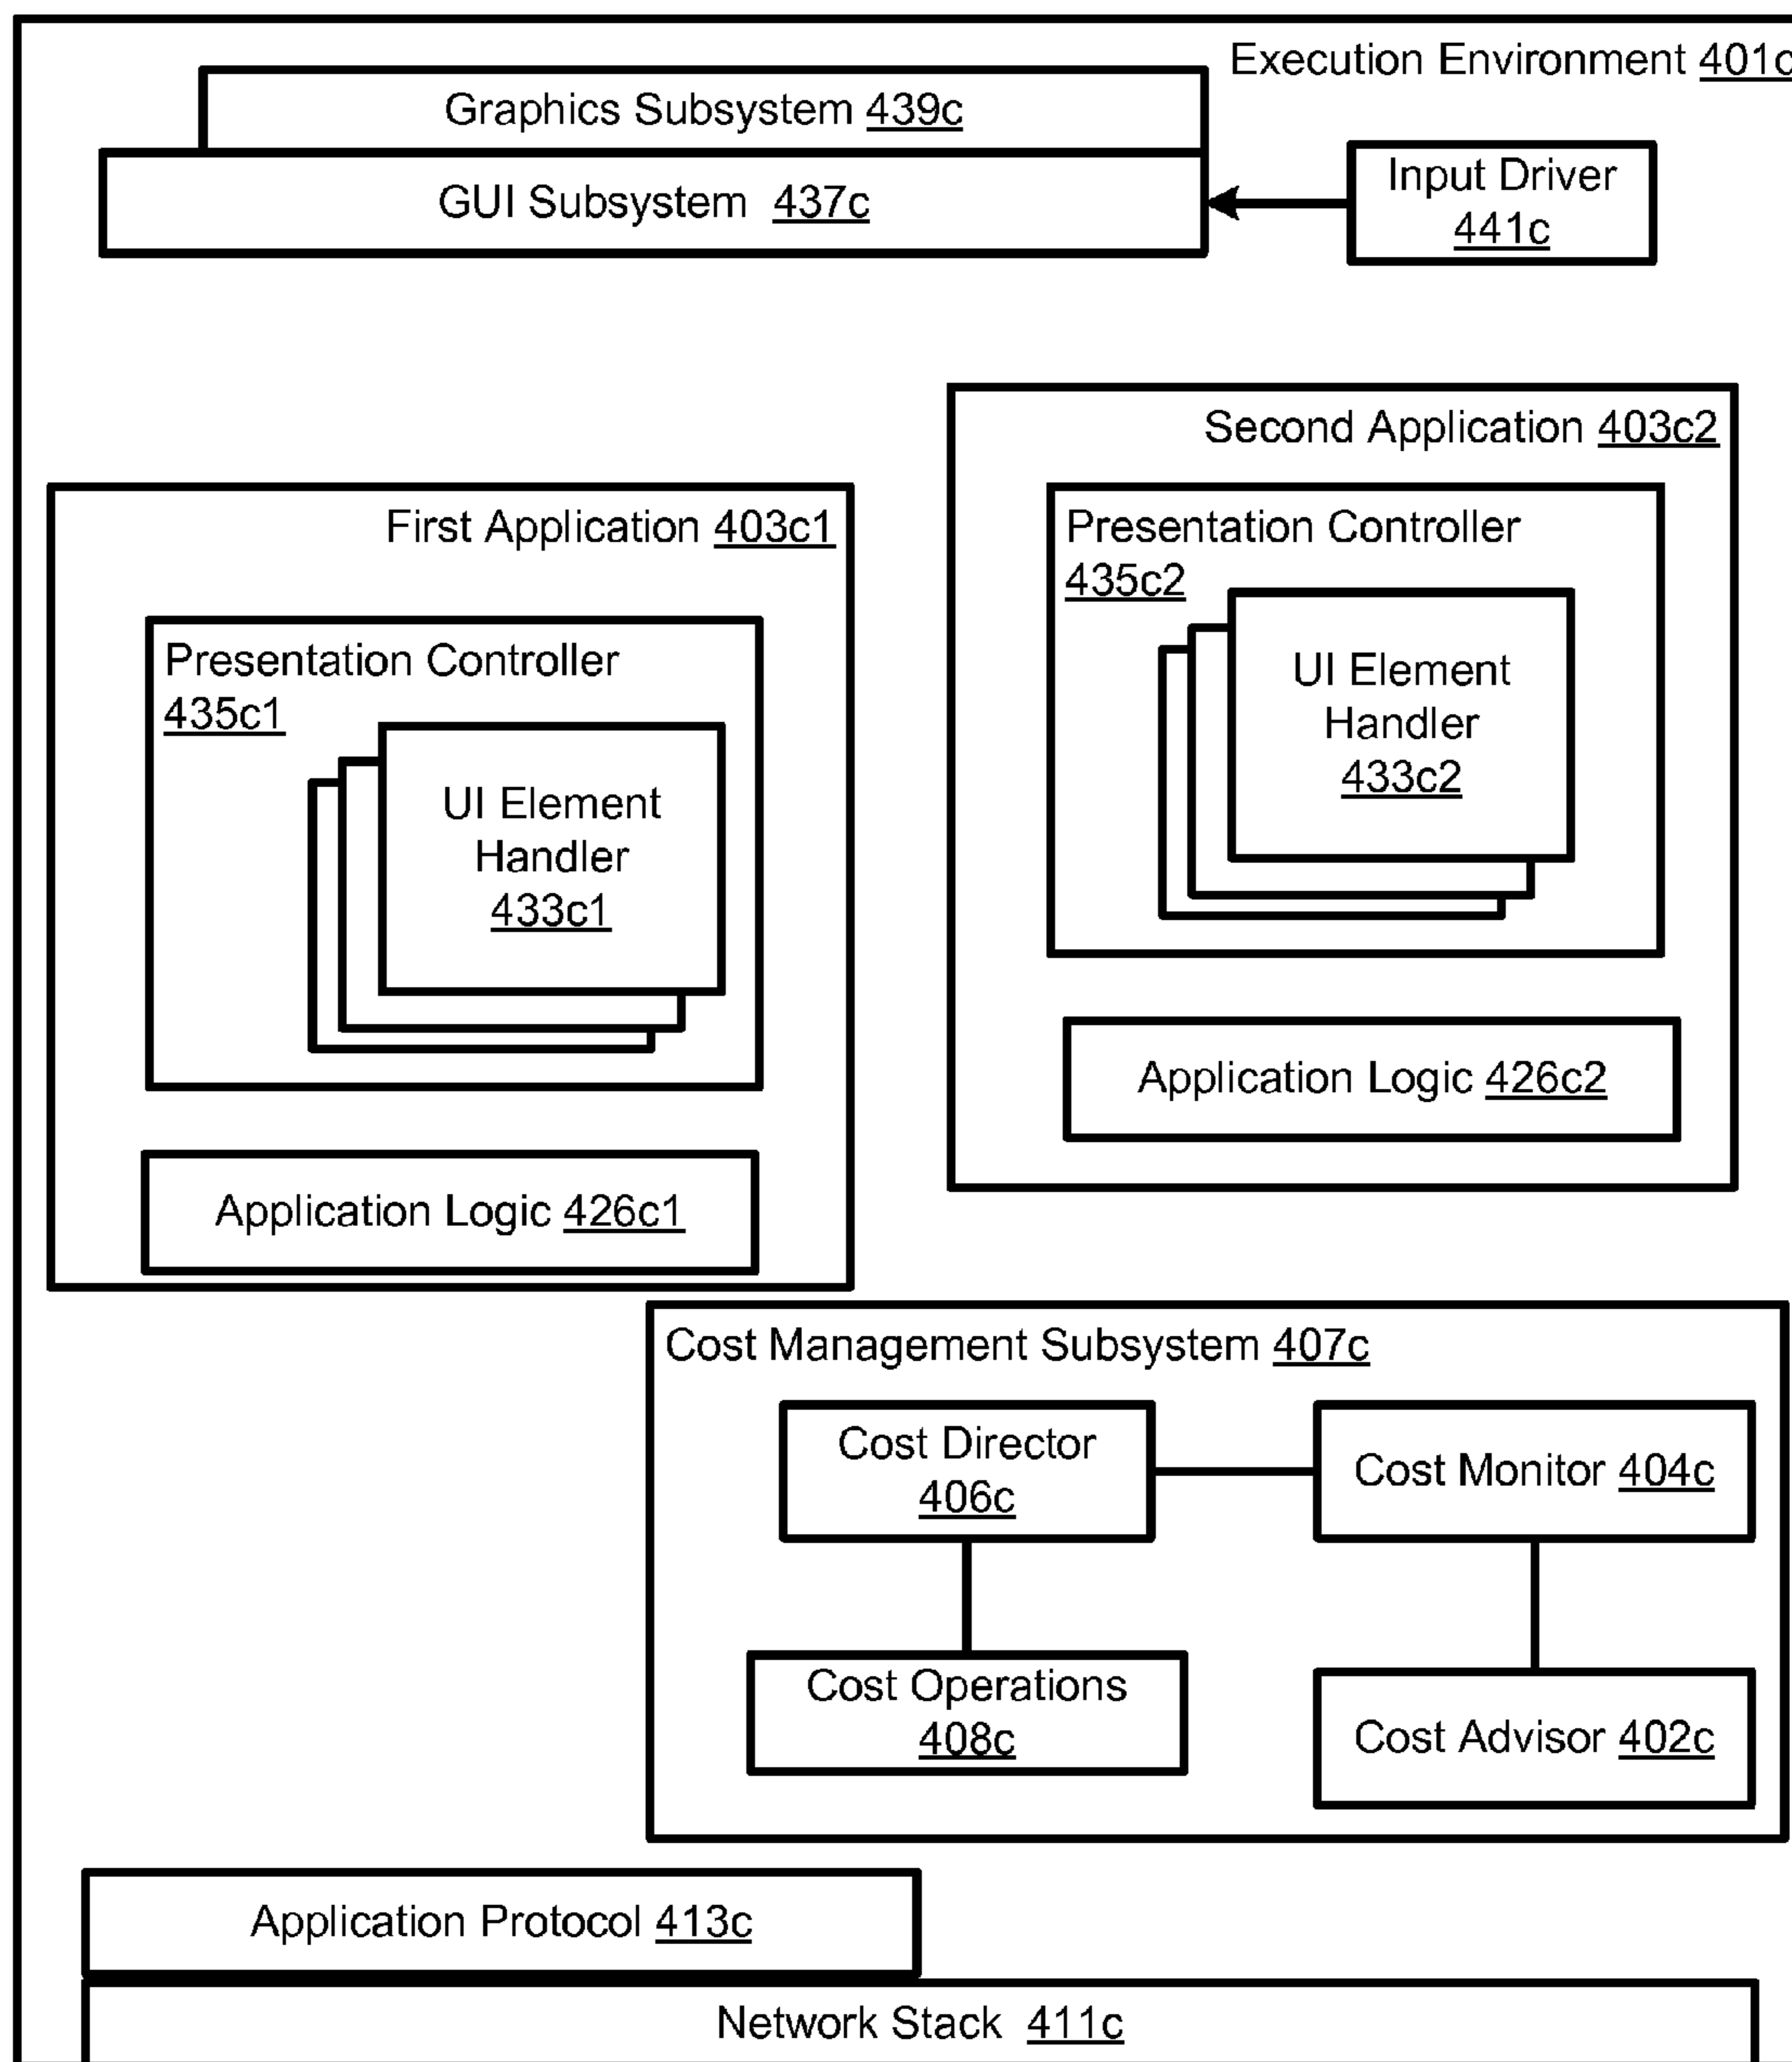 Execution Environment 401c
Graphics Subsystem 439c
GUI Subsystem 437c
Input Driver
441c
Second Application 403c2
Presentation Controller
435c2
UI Element
Handler
433c2
Application Logic 426c2
First Application 403c1
Presentation Controller
435c1
UI Element
Handler
433c1
Application Logic 426c1
Cost Management Subsystem 407c
Cost Director
406c
Cost Monitor 404c
Cost Operations
408c
Cost Advisor 402c
Application Protocol 413c
Network Stack 411c